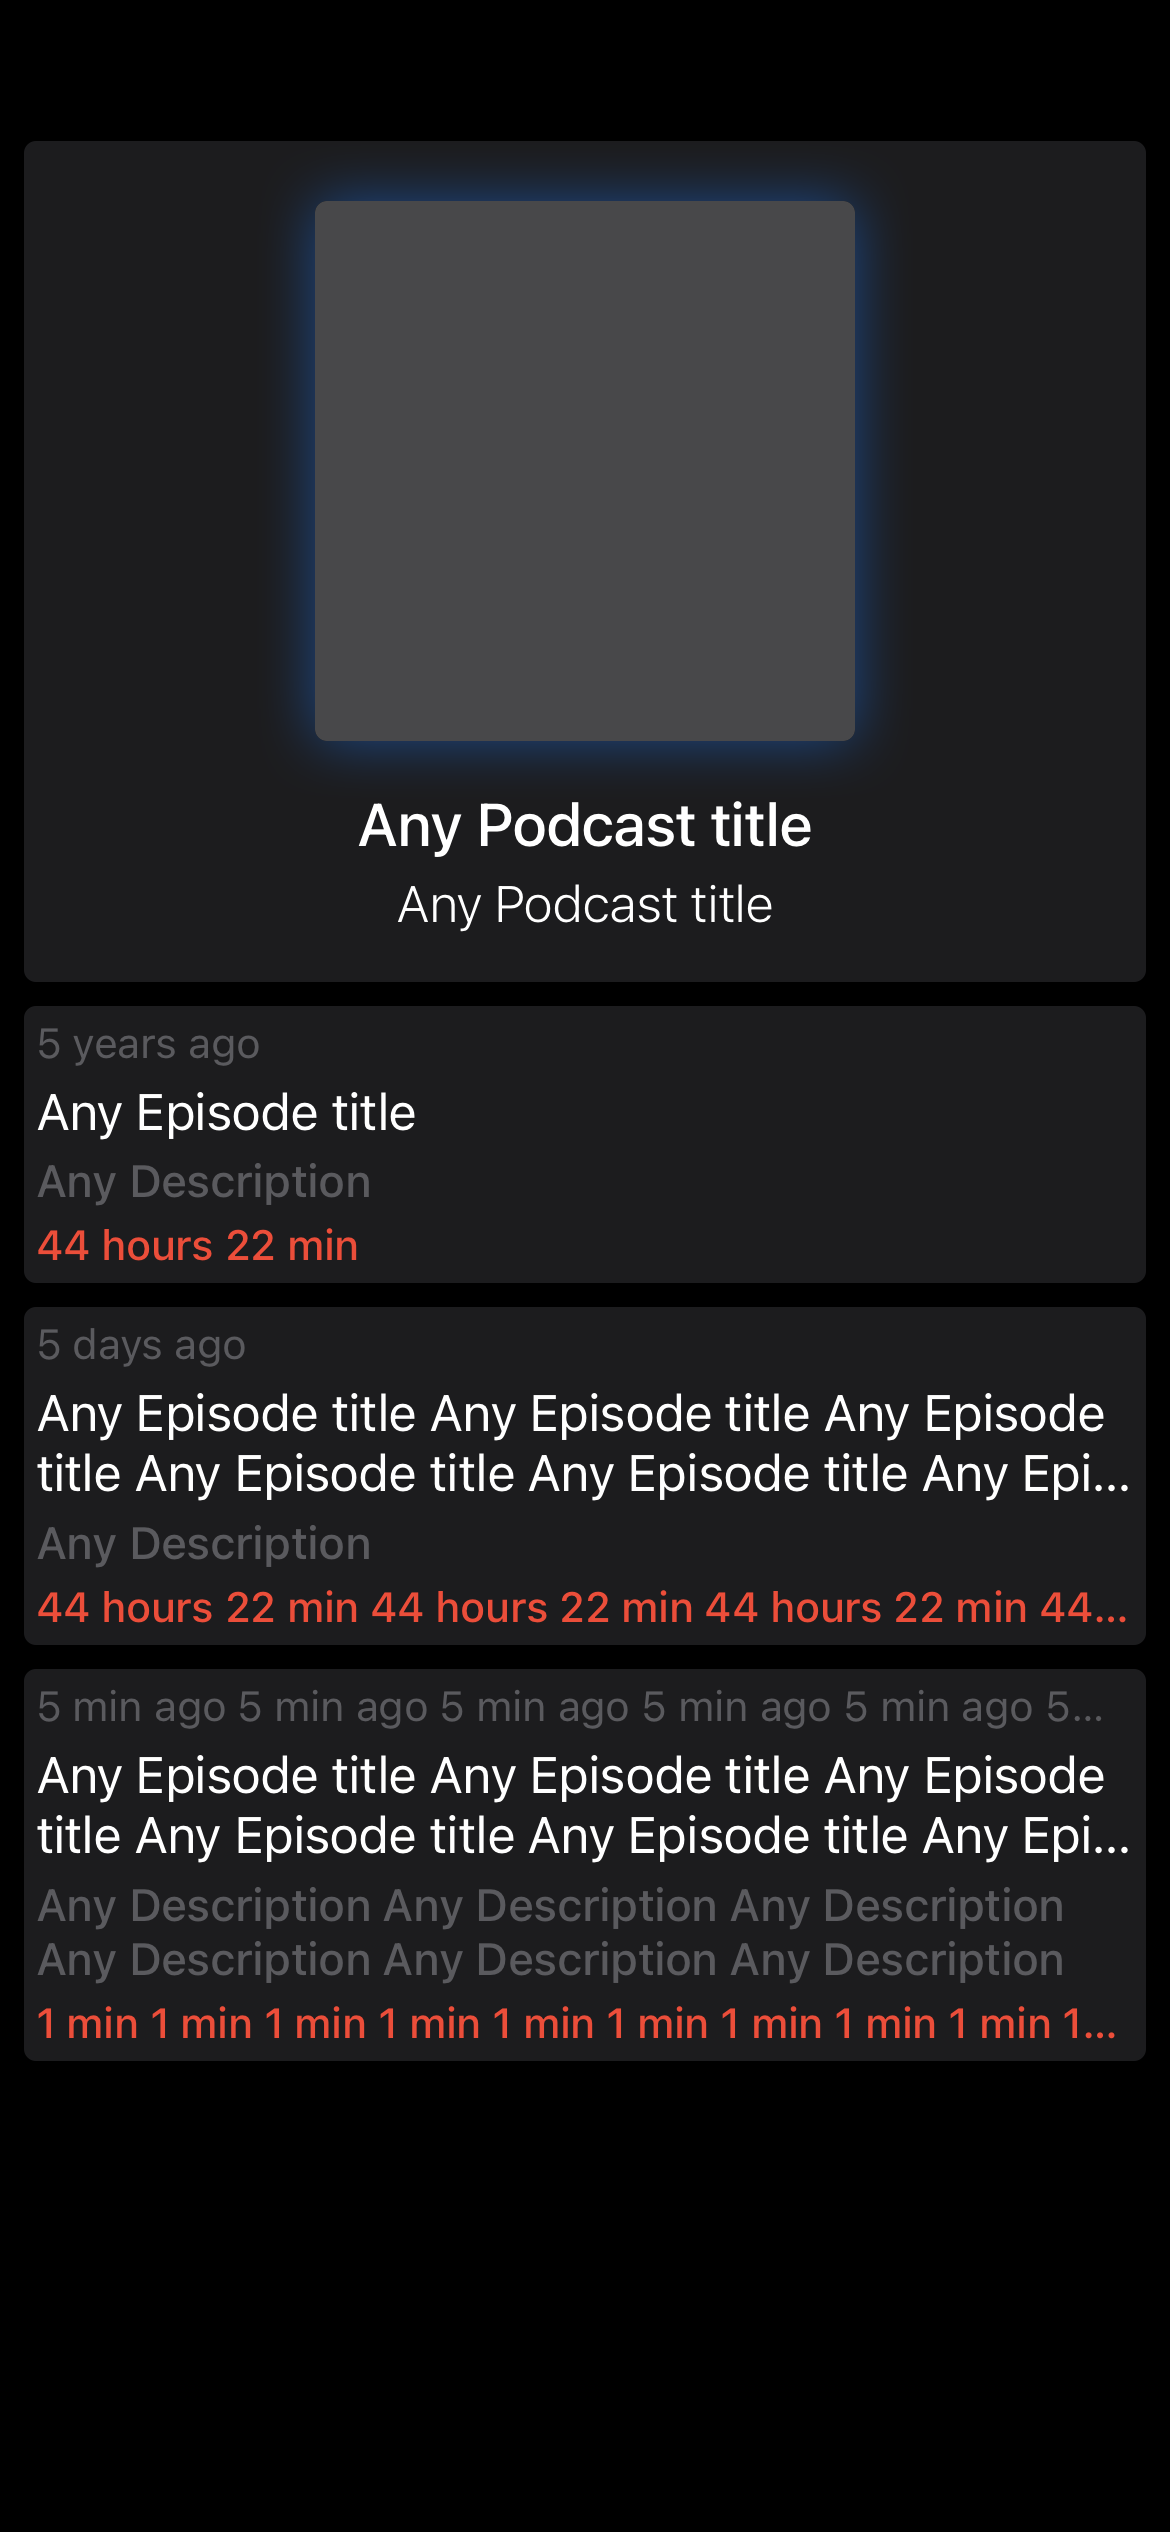 Any Podcast title
Any Podcast title
5 years ago
Any Episode title
Any Description
44 hours 22 min
5 days ago
Any Episode title Any Episode title Any Episode
title Any Episode title Any Episode title Any Epi...
Any Description
44 hours 22 min 44 hours 22 min 44 hours 22 min 44...
5 min ago 5 min ago 5 min ago 5 min ago 5 min ago 5...
Any Episode title Any Episode title Any Episode
title Any Episode title Any Episode title Any Epi...
Any Description Any Description Any Description
Any Description Any Description Any Description
1 min 1 min 1 min 1 min 1 min 1 min 1 min 1 min 1 min 1...